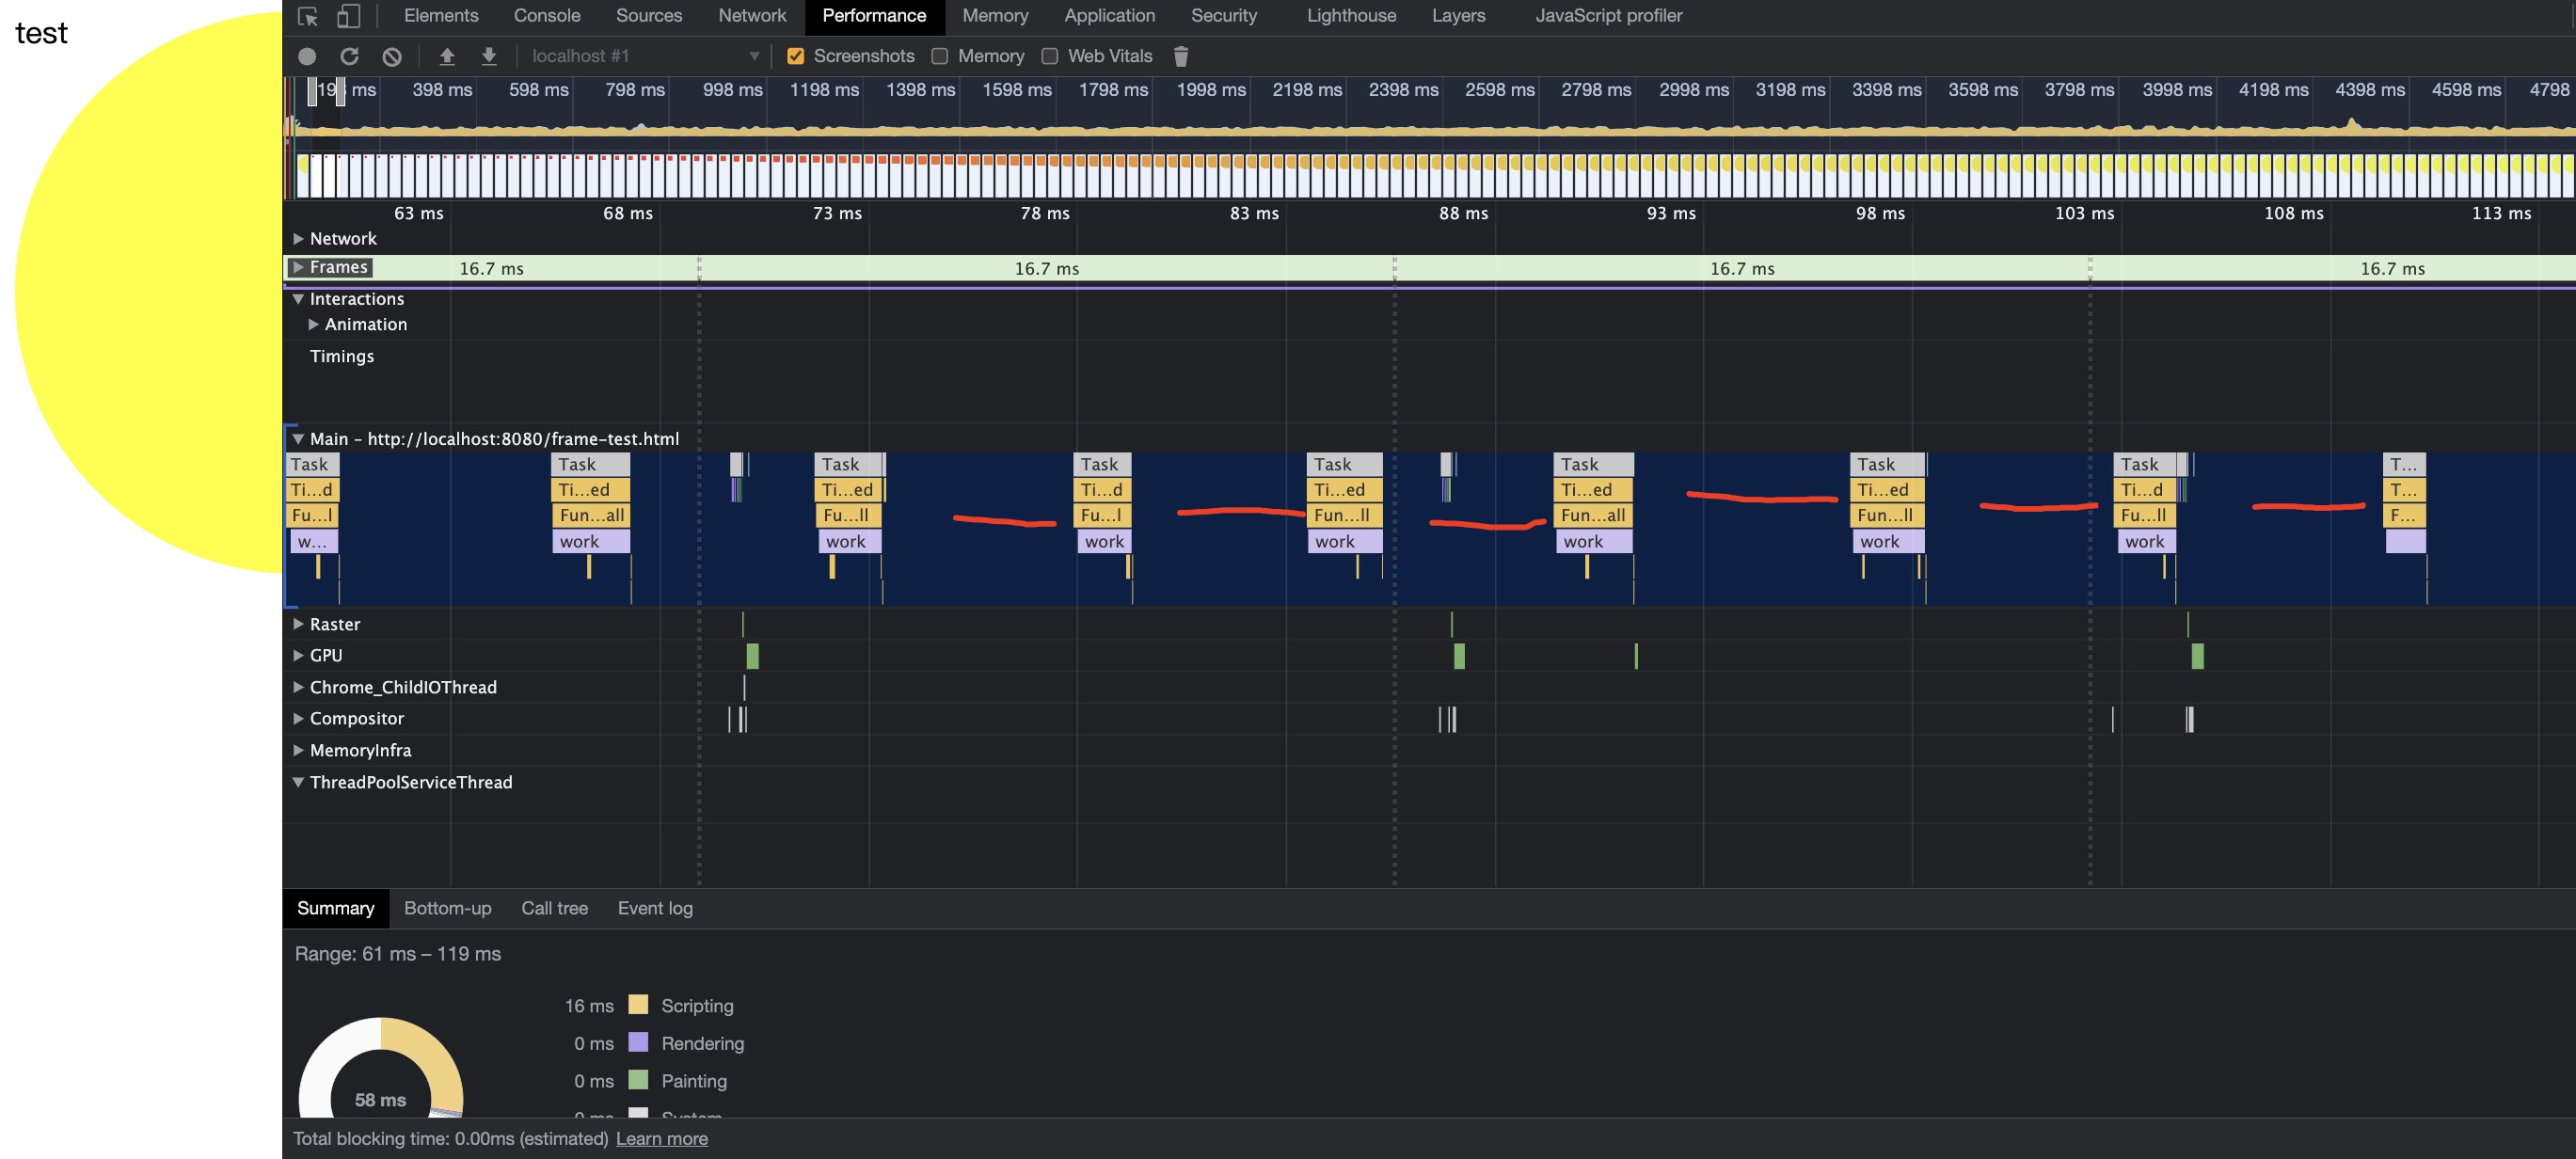 test
Elements Console Sources Network Performance Memory Application Security Lighthouse Layers JavaScript profiler
localhost #1 Screenshots Memory Web Vitals
ms 398 ms 598 ms 798 ms 998 ms 1198 ms 1398 ms 1598 ms 1798 ms 1998 ms 2198 ms 2398 ms 2598 ms 2798 ms 2998 ms 3198 ms 3398 ms 3598 ms 3798 ms 3998 ms 4198 ms 4398 ms 4598 ms 4798
63 ms 68 ms 73 ms 78 ms 83 ms 88 ms 93 ms 98 ms 103 ms 108 ms 113 ms
Network
Frames 16.7 ms 16.7 ms 16.7 ms 16.7 ms
Interactions
Animation
Timings
Main – http://localhost:8080/frame-test.html
Task Task Task Task Task Task Task Task T...
Ti...d Ti...ed Ti...ed Ti...d Ti...ed Ti...ed Ti...ed Ti...d T...
Fu...l Fun...all Fu...ll Fu...l Fun...ll Fun...all Fun...ll Fu...ll F...
w... work work work work work work work
Raster
GPU
Chrome_ChildIOThread
Compositor
MemoryInfra
ThreadPoolServiceThread
Summary Bottom-up Call tree Event log
Range: 61 ms – 119 ms
16 ms Scripting
0 ms Rendering
0 ms Painting
58 ms
0 ms System
Total blocking time: 0.00ms (estimated) Learn more